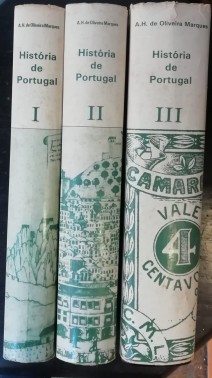 A. H. de Oliveira Marques
História
de
Portugal
I
A. H. de Oliveira Marques
História
de
Portugal
II
A. H. de Oliveira Marques
História
de
Portugal
III
CAMAR
VALE
4
CENTAVO
C. M. L